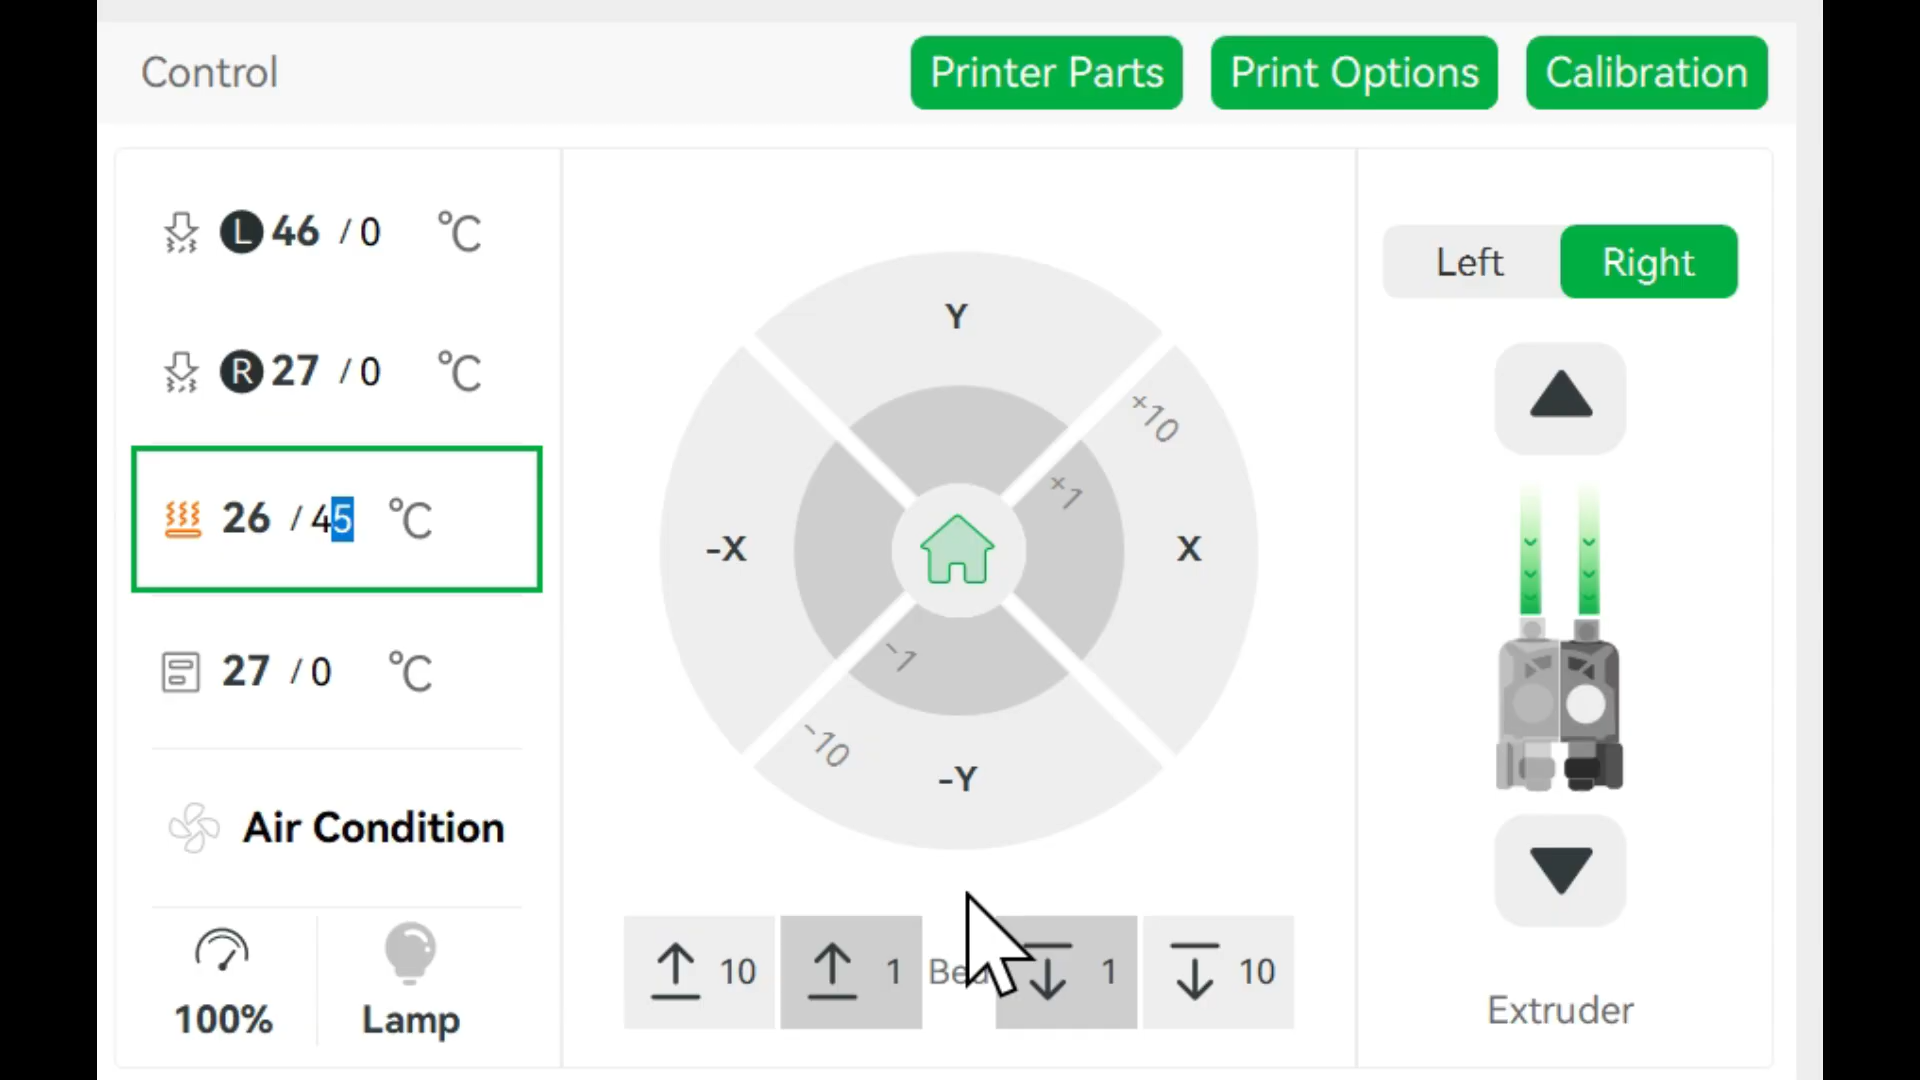 Control
Printer Parts
Print Options
Calibration
L 46 / 0 °C
R 27 / 0 °C
26 / 45 °C
27 / 0 °C
Air Condition
100%
Lamp
Y
+10
+1
-X
X
-1
-10
-Y
10
1
1
10
Left
Right
Extruder